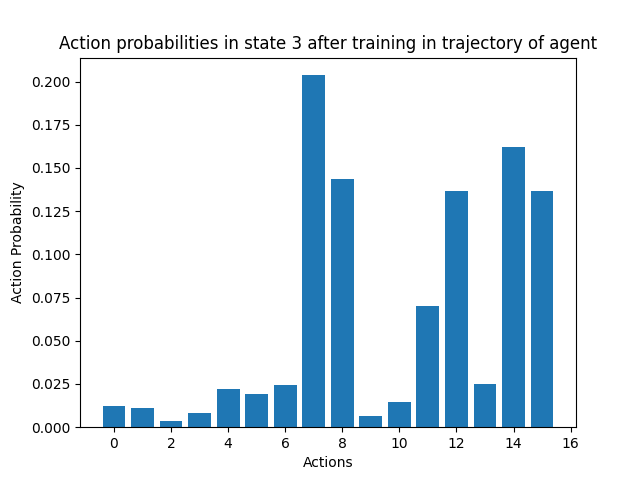 Action probabilities in state 3 after training in trajectory of agent
0.200
0.175
0.150
0.125
0.100
0.075
0.050
0.025
0.000
Action Probability
0 2 4 6 8 10 12 14 16
Actions